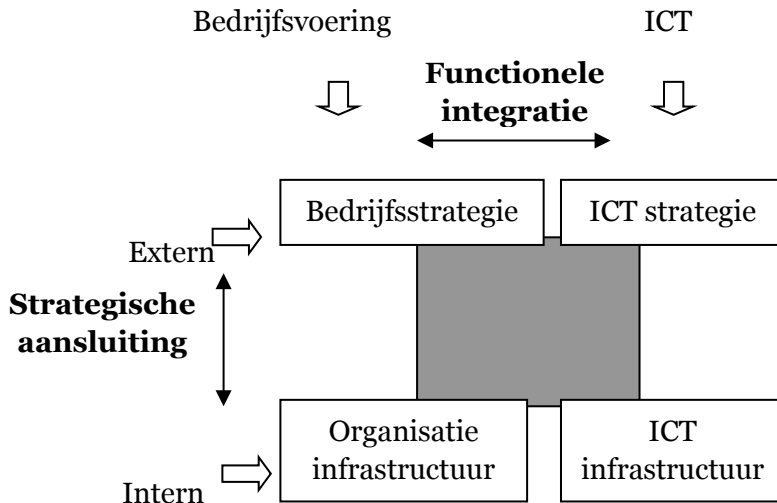 Bedrijfsvoering ICT
Functionele
integratie
Bedrijfsstrategie ICT strategie
Extern
Strategische
aansluiting
Organisatie
infrastructuur
ICT
infrastructuur
Intern